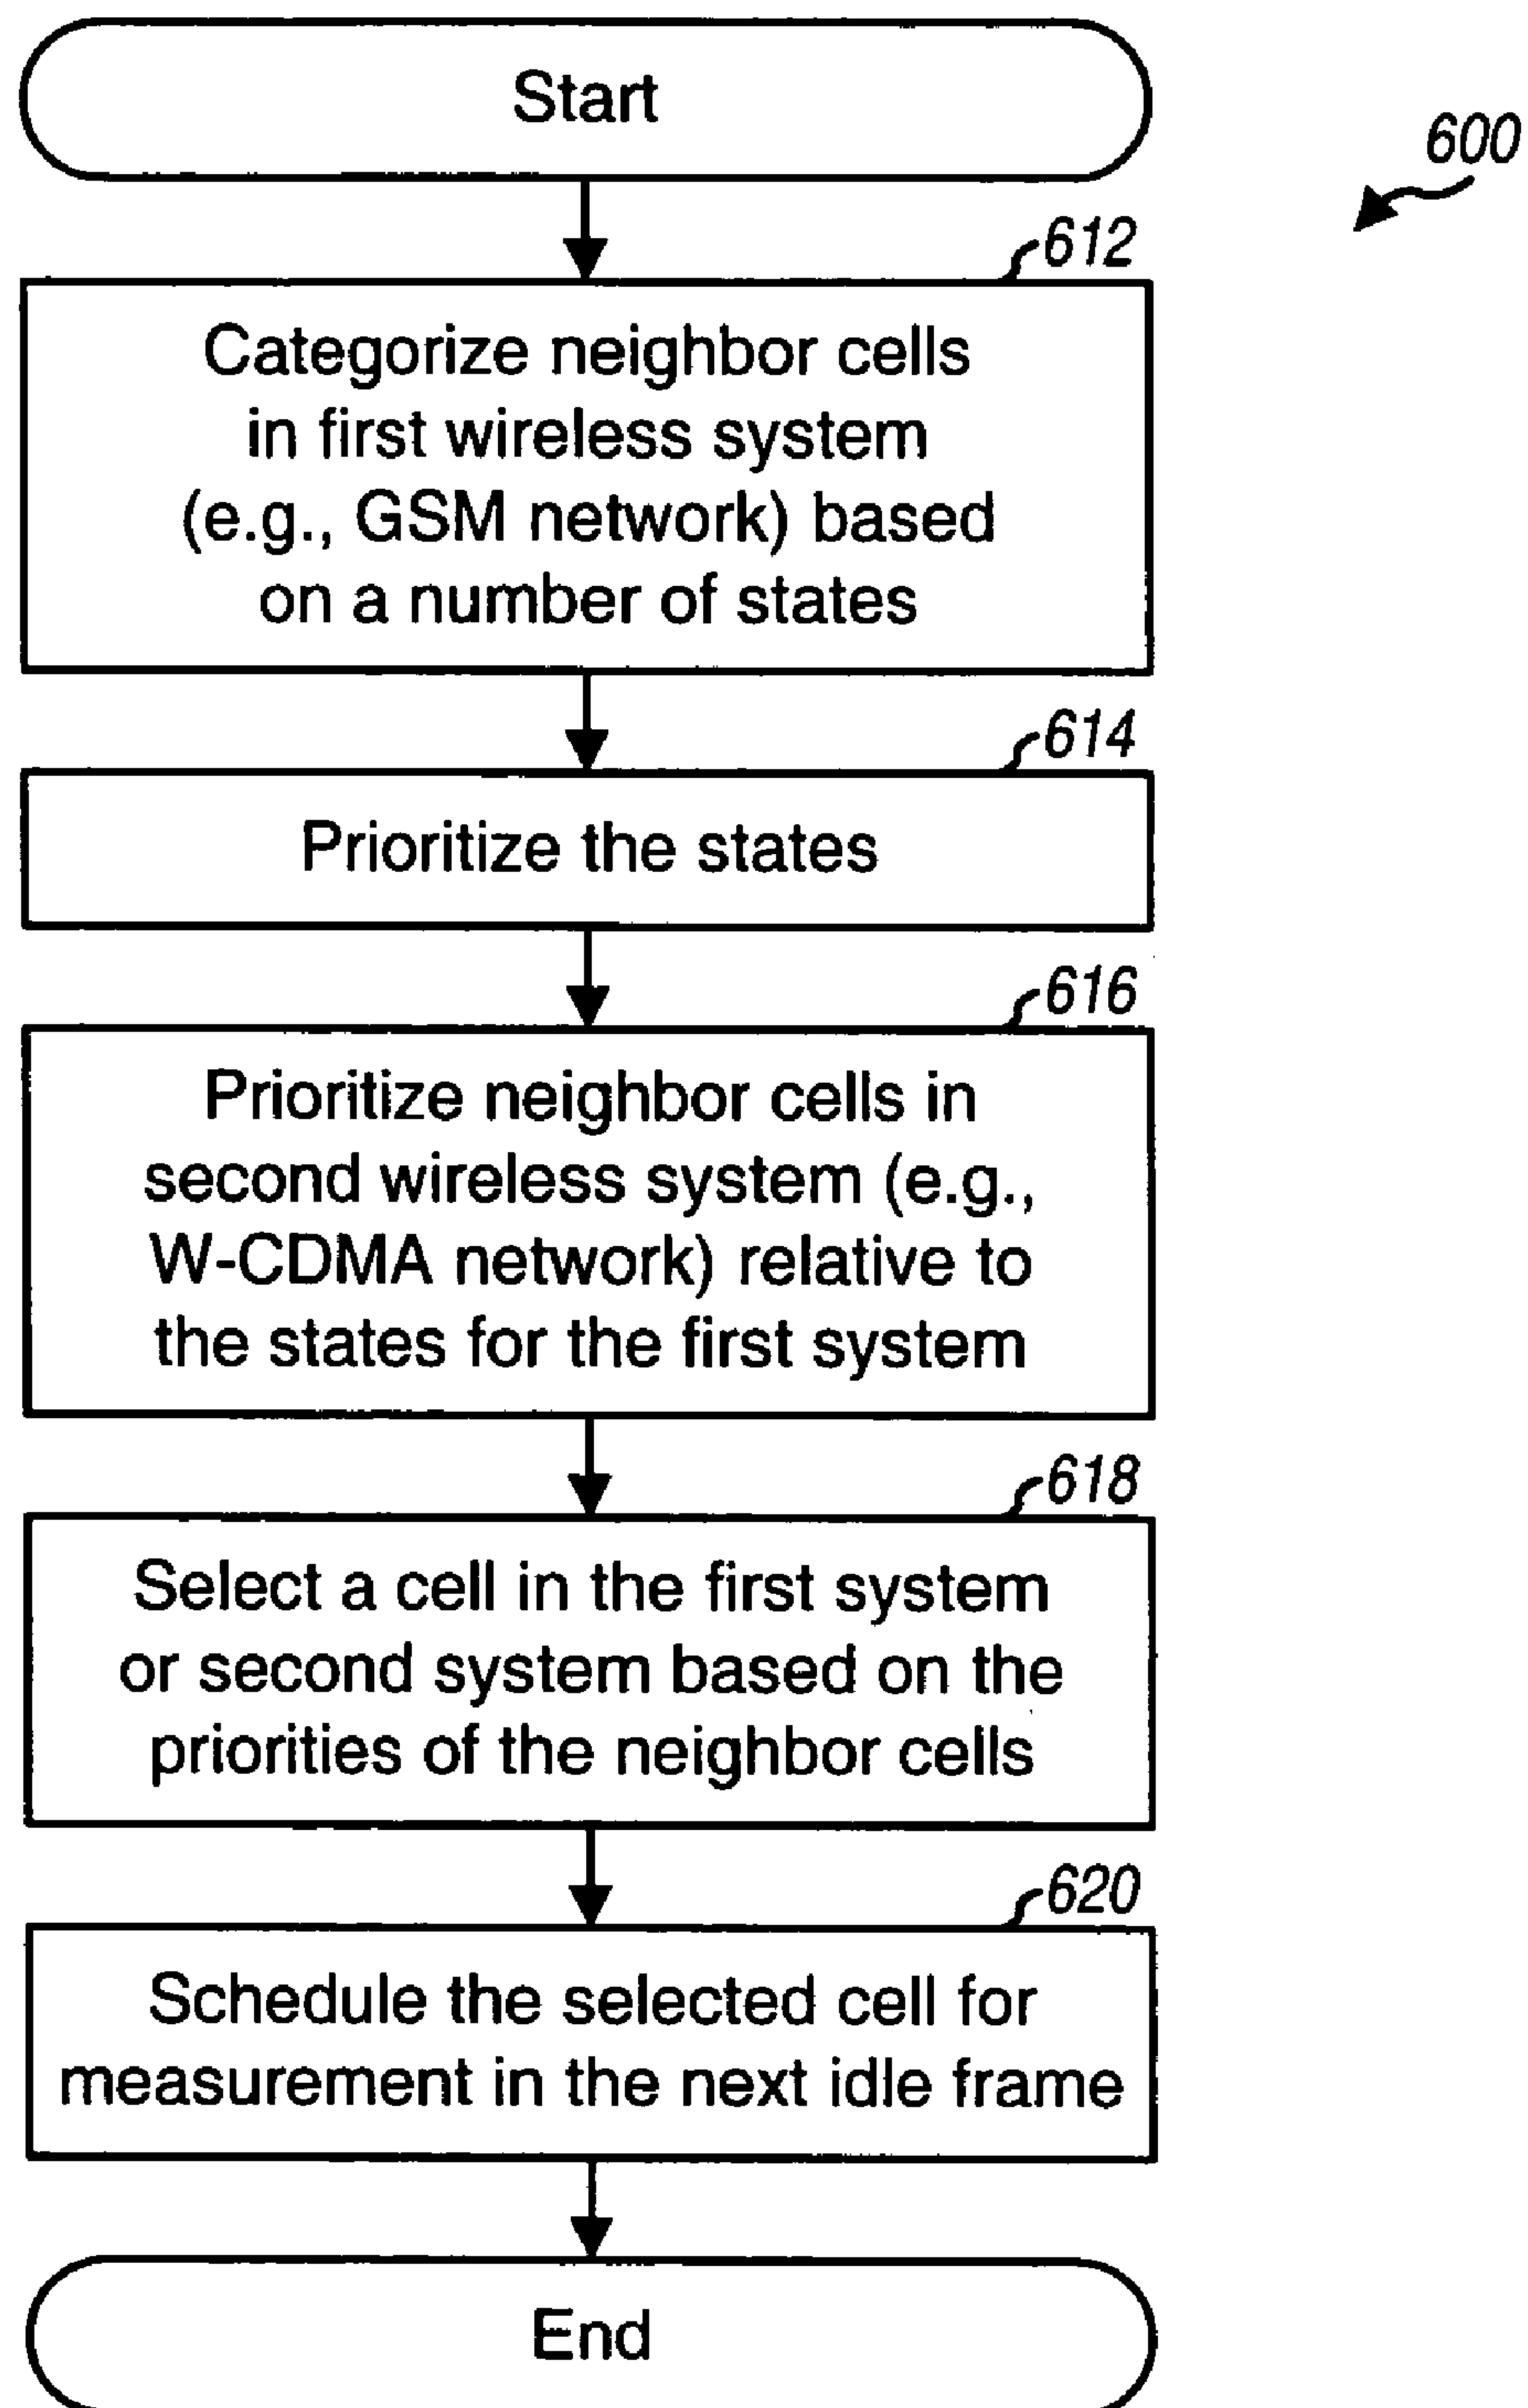 Start
600
612
Categorize neighbor cells
in first wireless system
(e.g., GSM network) based
on a number of states
614
Prioritize the states
616
Prioritize neighbor cells in
second wireless system (e.g.,
W-CDMA network) relative to
the states for the first system
618
Select a cell in the first system
or second system based on the
priorities of the neighbor cells
620
Schedule the selected cell for
measurement in the next idle frame
End